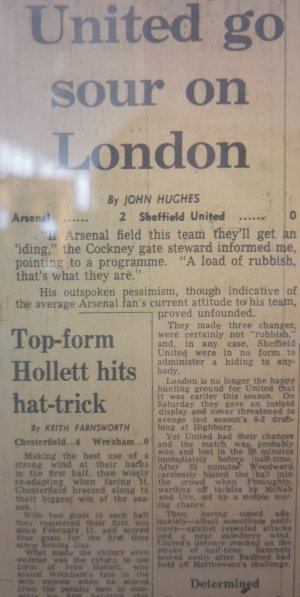 United go
sour on
London
By JOHN HUGHES
Arsenal ...... 2 Sheffield United ...... 0
"If Arsenal field this team they'll get an
'iding," the Cockney gate steward informed me,
pointing to a programme. "A load of rubbish,
that's what they are."
His outspoken pessimism, though indicative of
the average Arsenal fan's current attitude to his team,
proved unfounded.
They made three changes,
were certainly not "rubbish,"
and, in any case, Sheffield
United were in no form to
administer a hiding to any-
body.
London is no longer the happy
hunting ground for United that
it was earlier this season. On
Saturday they gave an insipid
display and never threatened to
avenge last season's 6-2 drub-
bing at Highbury.
Yet United had their chances
and the match was probably
won and lost in the 10 minutes
immediately before half-time.
After 35 minutes Woodward
carelessly blazed the ball into
the crowd when Fenoughty,
warding off tackles by McNab
and Ure, set up a simple scor-
ing chance.
Then, having coped ade-
quately—albeit sometimes peril-
ously—against repeated attacks
and a near gale-force wind,
United's defence cracked on the
stroke of half-time. Sammels
scored easily after Radford had
held off Matthewson's challenge.
Determined
Top-form
Hollett hits
hat-trick
By KEITH FARNSWORTH
Chesterfield...4 Wrexham...0
Making the best use of a
strong wind at their backs
in the first half, then wisely
re-adapting when facing it,
Chesterfield breezed along to
their biggest win of the sea-
son.
With two goals in each half
they registered their first win
since February 11, and scored
four goals for the first time
since Boxing Day.
What made the victory even
sweeter was the return to top
form of Ivan Hollett, who
sealed Wrexham's fate in the
46th minute when he scored
from the penalty spot to com-